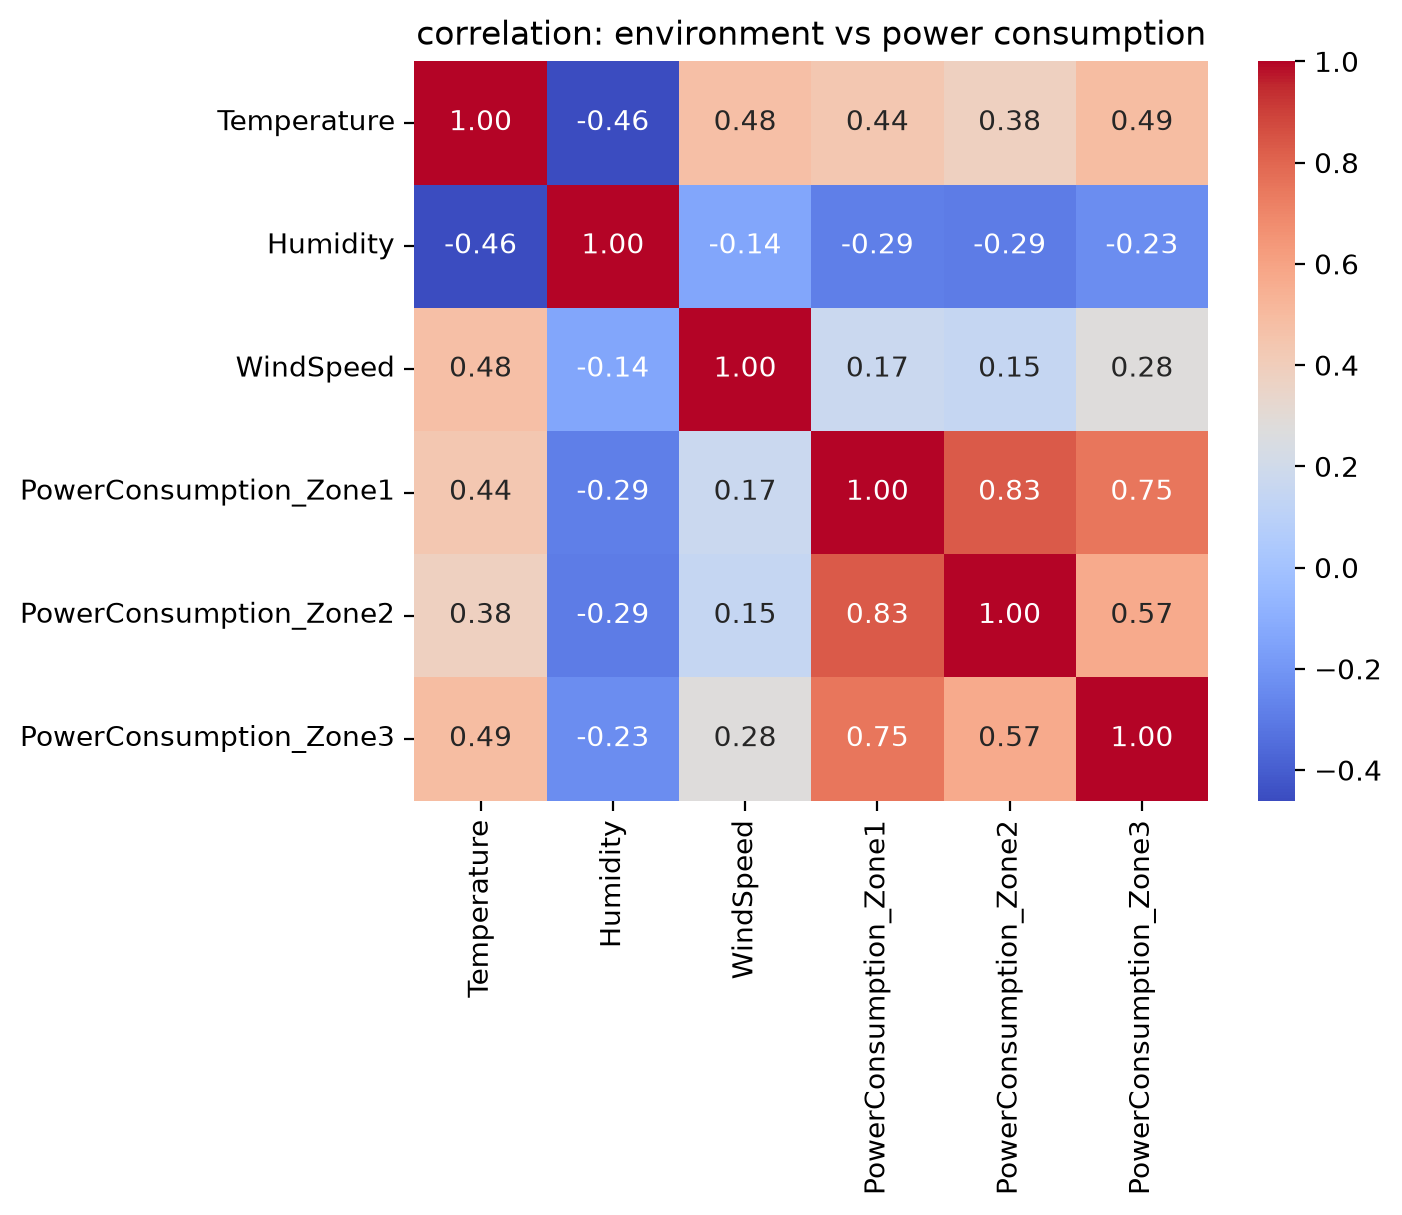 correlation: environment vs power consumption
Temperature 1.00 -0.46 0.48 0.44 0.38 0.49
Humidity -0.46 1.00 -0.14 -0.29 -0.29 -0.23
WindSpeed 0.48 -0.14 1.00 0.17 0.15 0.28
PowerConsumption_Zone1 0.44 -0.29 0.17 1.00 0.83 0.75
PowerConsumption_Zone2 0.38 -0.29 0.15 0.83 1.00 0.57
PowerConsumption_Zone3 0.49 -0.23 0.28 0.75 0.57 1.00
Temperature
Humidity
WindSpeed
PowerConsumption_Zone1
PowerConsumption_Zone2
PowerConsumption_Zone3
1.0
0.8
0.6
0.4
0.2
0.0
−0.2
−0.4